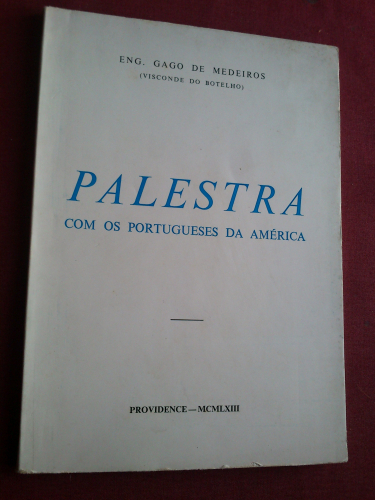 ENG. GAGO DE MEDEIROS
(VISCONDE DO BOTELHO)
PALESTRA
COM OS PORTUGUESES DA AMÉRICA
PROVIDENCE — MCMLXIII